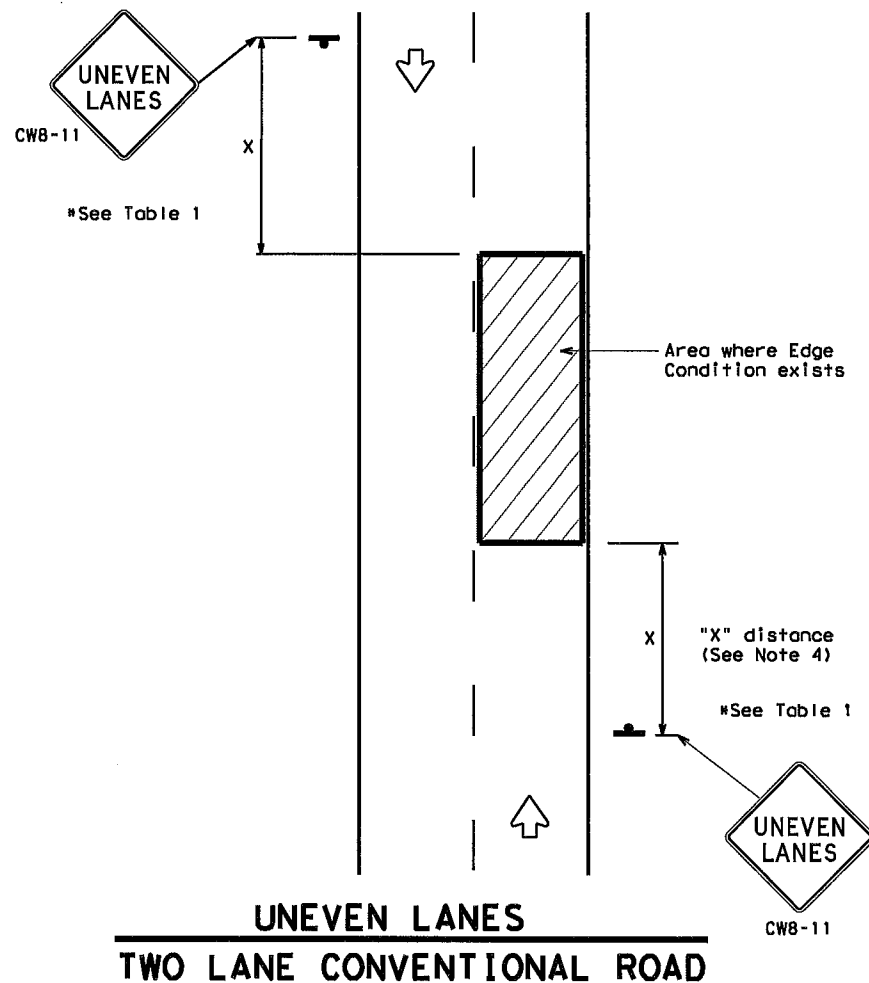 UNEVEN
LANES
CW8-11
X
*See Table 1
Area where Edge
Condition exists
X
"X" distance
(See Note 4)
*See Table 1
UNEVEN
LANES
CW8-11
UNEVEN LANES
TWO LANE CONVENTIONAL ROAD